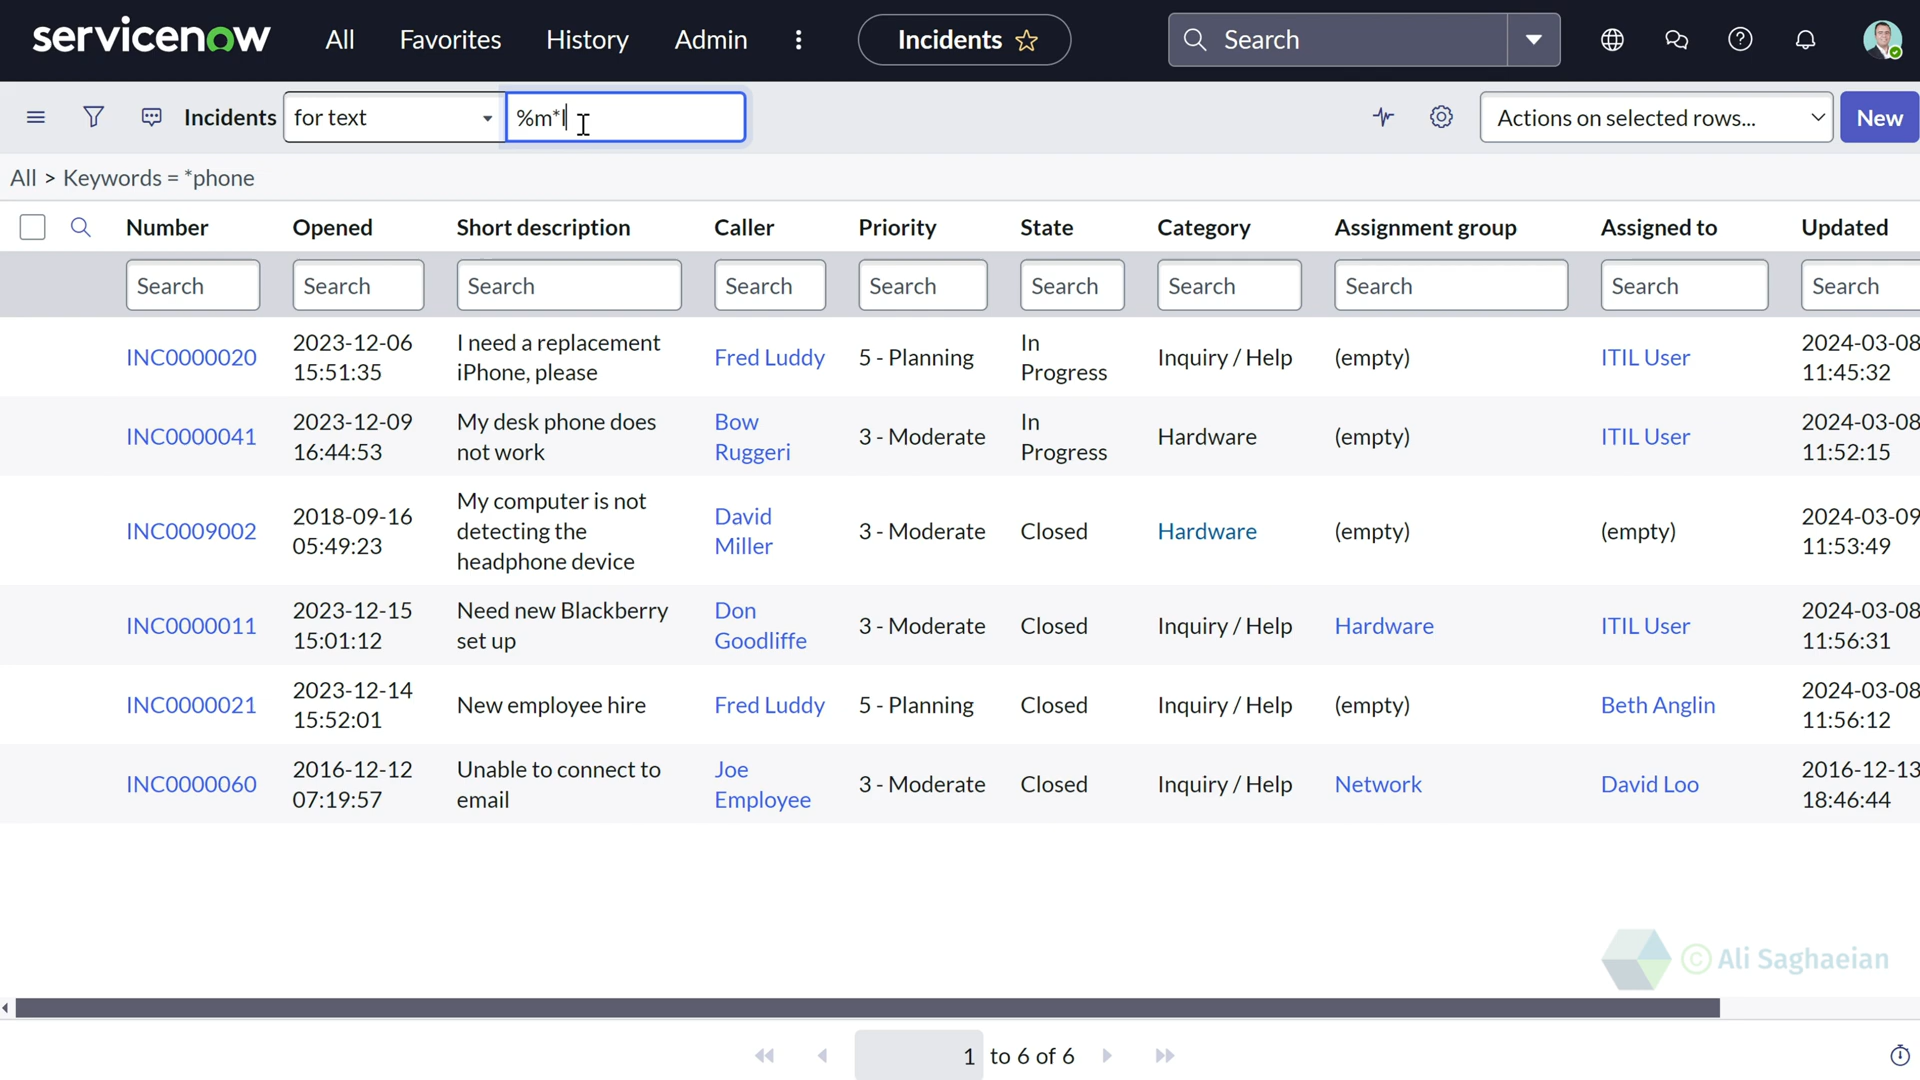 servicenow All Favorites History Admin Incidents Search
Incidents for text %m*l Actions on selected rows... New
All > Keywords = *phone
Number Opened Short description Caller Priority State Category Assignment group Assigned to Updated
Search Search Search Search Search Search Search Search Search Search
INC0000020 2023-12-06 15:51:35 I need a replacement iPhone, please Fred Luddy 5 - Planning In Progress Inquiry / Help (empty) ITIL User 2024-03-08 11:45:32
INC0000041 2023-12-09 16:44:53 My desk phone does not work Bow Ruggeri 3 - Moderate In Progress Hardware (empty) ITIL User 2024-03-08 11:52:15
INC0009002 2018-09-16 05:49:23 My computer is not detecting the headphone device David Miller 3 - Moderate Closed Hardware (empty) (empty) 2024-03-09 11:53:49
INC0000011 2023-12-15 15:01:12 Need new Blackberry set up Don Goodliffe 3 - Moderate Closed Inquiry / Help Hardware ITIL User 2024-03-08 11:56:31
INC0000021 2023-12-14 15:52:01 New employee hire Fred Luddy 5 - Planning Closed Inquiry / Help (empty) Beth Anglin 2024-03-08 11:56:12
INC0000060 2016-12-12 07:19:57 Unable to connect to email Joe Employee 3 - Moderate Closed Inquiry / Help Network David Loo 2016-12-13 18:46:44
© Ali Saghaeian
1 to 6 of 6